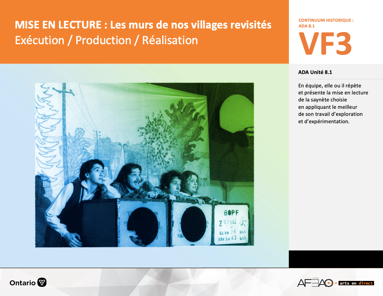 MISE EN LECTURE : Les murs de nos villages revisités
Exécution / Production / Réalisation
CONTINUUM HISTORIQUE :
ADA 8.1
VF3
ADA Unité 8.1
En équipe, elle ou il répète
et présente la mise en lecture
de la saynète choisie
en appliquant le meilleur
de son travail d'exploration
et d'expérimentation.
60PF
Ontario
AFEAO - arts en direct